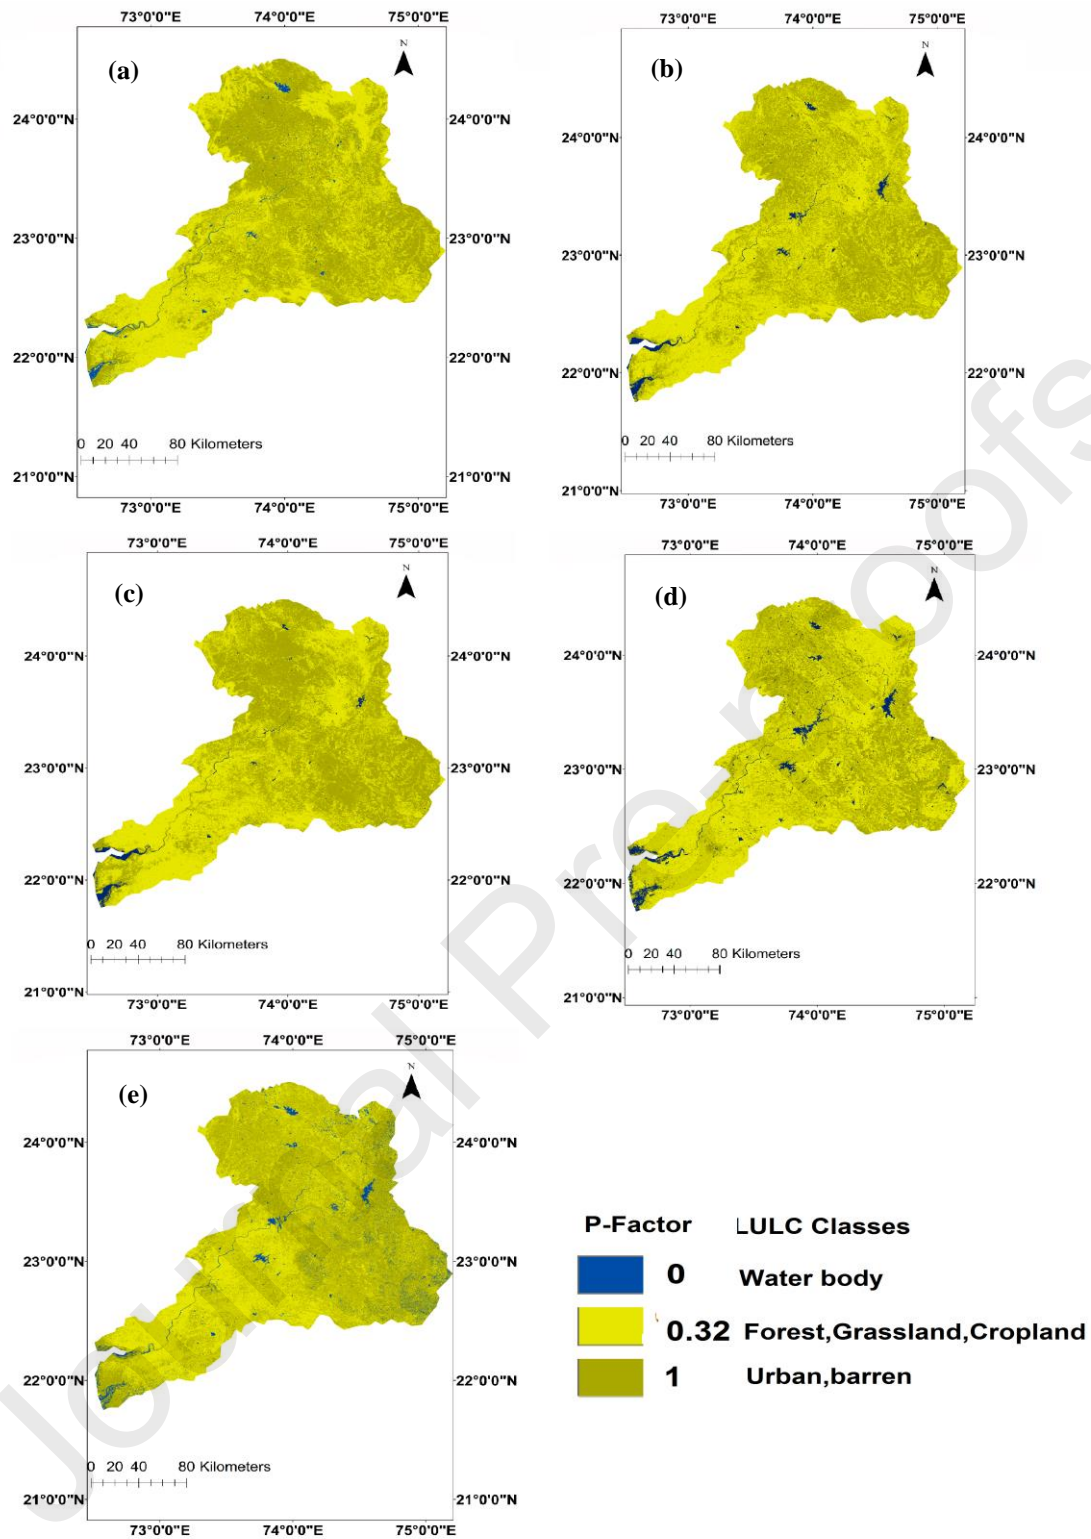 73°0'0"E 74°0'0"E 75°0'0"E
(a)
N
24°0'0"N 24°0'0"N
23°0'0"N 23°0'0"N
22°0'0"N 22°0'0"N
0 20 40 80 Kilometers
21°0'0"N 21°0'0"N
73°0'0"E 74°0'0"E 75°0'0"E
73°0'0"E 74°0'0"E 75°0'0"E
(b)
N
24°0'0"N 24°0'0"N
23°0'0"N 23°0'0"N
22°0'0"N 22°0'0"N
0 20 40 80 Kilometers
21°0'0"N 21°0'0"N
73°0'0"E 74°0'0"E 75°0'0"E
73°0'0"E 74°0'0"E 75°0'0"E
(c)
N
24°0'0"N 24°0'0"N
23°0'0"N 23°0'0"N
22°0'0"N 22°0'0"N
0 20 40 80 Kilometers
21°0'0"N 21°0'0"N
73°0'0"E 74°0'0"E 75°0'0"E
73°0'0"E 74°0'0"E 75°0'0"E
(d)
N
24°0'0"N 24°0'0"N
23°0'0"N 23°0'0"N
22°0'0"N 22°0'0"N
0 20 40 80 Kilometers
21°0'0"N 21°0'0"N
73°0'0"E 74°0'0"E 75°0'0"E
73°0'0"E 74°0'0"E 75°0'0"E
(e)
N
24°0'0"N 24°0'0"N
23°0'0"N 23°0'0"N
22°0'0"N 22°0'0"N
0 20 40 80 Kilometers
21°0'0"N 21°0'0"N
73°0'0"E 74°0'0"E 75°0'0"E
P-Factor LULC Classes
0 Water body
0.32 Forest,Grassland,Cropland
1 Urban,barren
Journal Pre-proofs